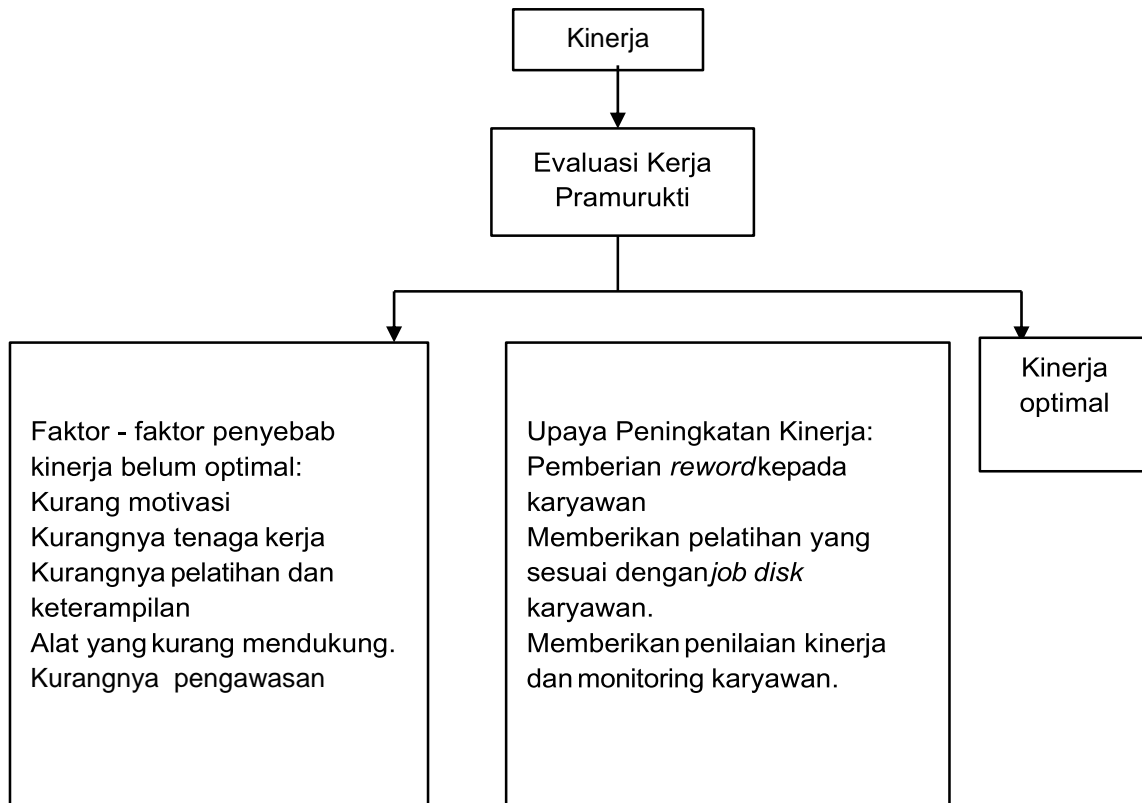 Kinerja
Evaluasi Kerja
Pramurukti
Faktor - faktor penyebab
kinerja belum optimal:
Kurang motivasi
Kurangnya tenaga kerja
Kurangnya pelatihan dan
keterampilan
Alat yang kurang mendukung.
Kurangnya pengawasan
Upaya Peningkatan Kinerja:
Pemberian reword kepada
karyawan
Memberikan pelatihan yang
sesuai dengan job disk
karyawan.
Memberikan penilaian kinerja
dan monitoring karyawan.
Kinerja
optimal